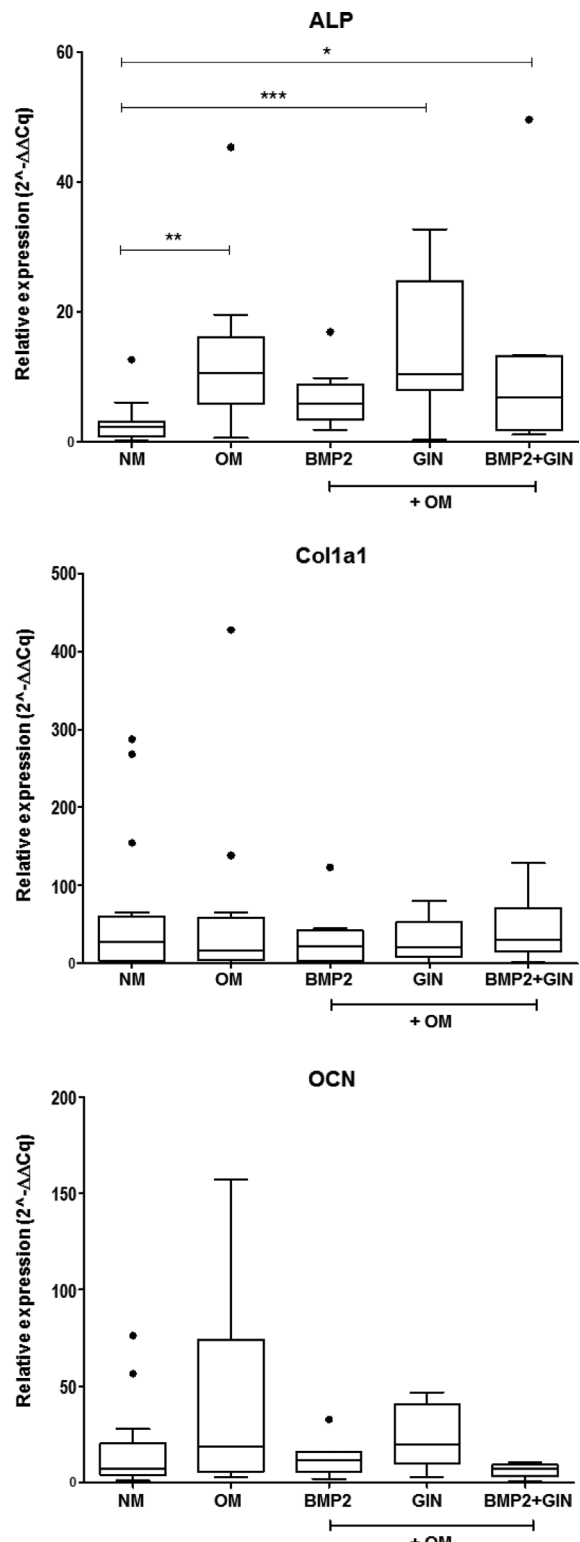 ALP
Relative expression (2^-ΔΔCq)
60
40
20
0
*
***
**
NM OM BMP2 GIN BMP2+GIN
+ OM
Col1a1
Relative expression (2^-ΔΔCq)
500
400
300
200
100
0
NM OM BMP2 GIN BMP2+GIN
+ OM
OCN
Relative expression (2^-ΔΔCq)
200
150
100
50
0
NM OM BMP2 GIN BMP2+GIN
+ OM